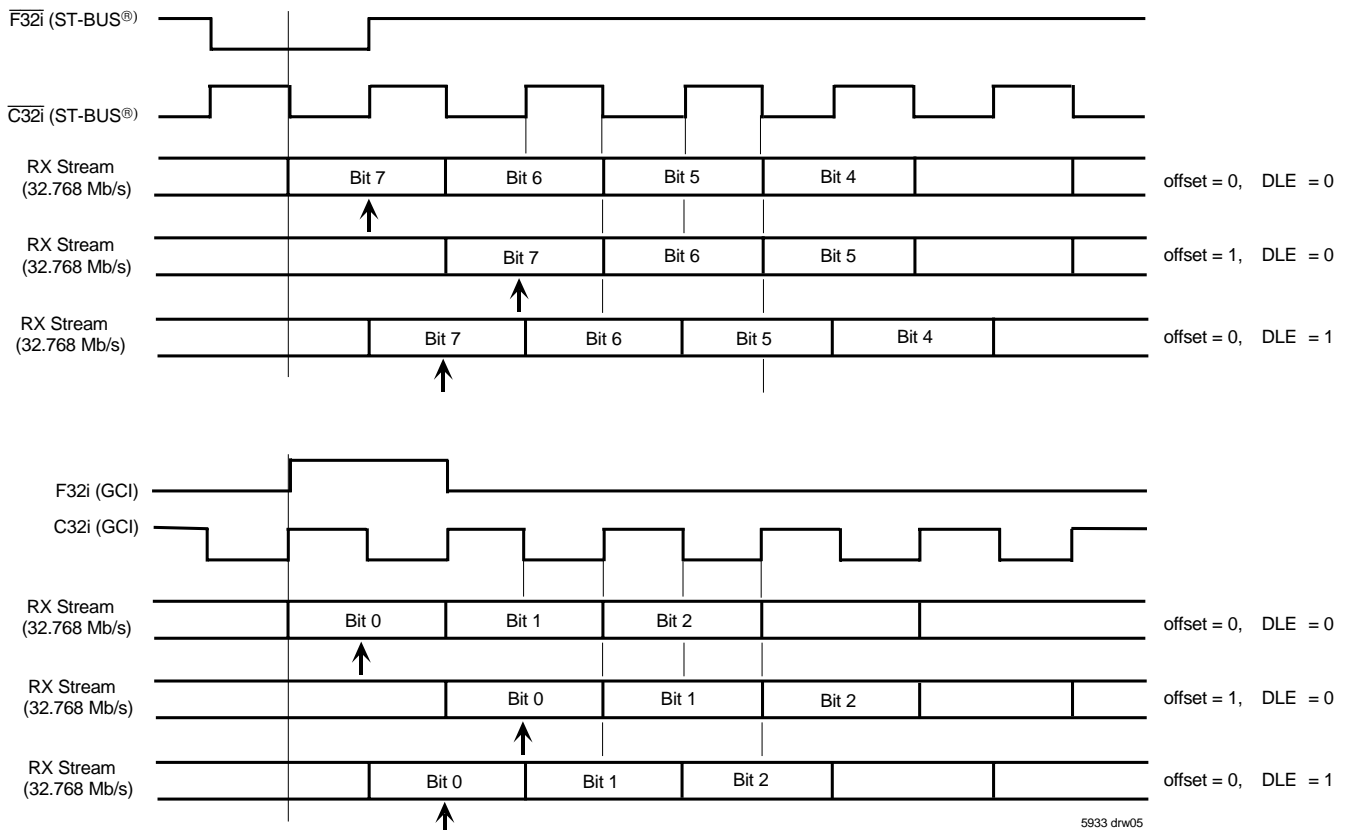 F32i (ST-BUS®)
C32i (ST-BUS®)
RX Stream
(32.768 Mb/s)
Bit 7
Bit 6
Bit 5
Bit 4
offset = 0, DLE = 0
RX Stream
(32.768 Mb/s)
Bit 7
Bit 6
Bit 5
offset = 1, DLE = 0
RX Stream
(32.768 Mb/s)
Bit 7
Bit 6
Bit 5
Bit 4
offset = 0, DLE = 1
F32i (GCI)
C32i (GCI)
RX Stream
(32.768 Mb/s)
Bit 0
Bit 1
Bit 2
offset = 0, DLE = 0
RX Stream
(32.768 Mb/s)
Bit 0
Bit 1
Bit 2
offset = 1, DLE = 0
RX Stream
(32.768 Mb/s)
Bit 0
Bit 1
Bit 2
offset = 0, DLE = 1
5933 drw05